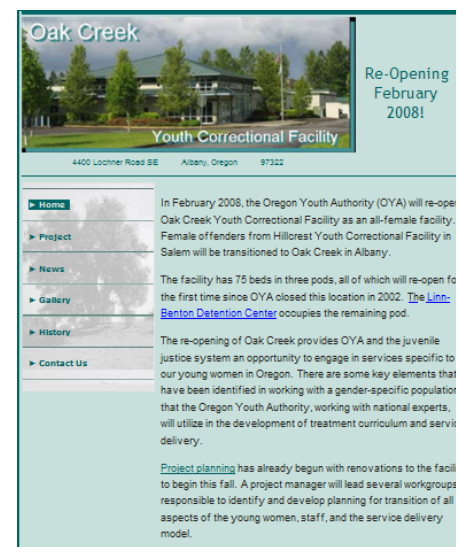 Oak Creek
Youth Correctional Facility
Re-Opening
February
2008!
4400 Lochner Road SE Albany, Oregon 97322
► Home
► Project
► News
► Gallery
► History
► Contact Us
In February 2008, the Oregon Youth Authority (OYA) will re-ope
Oak Creek Youth Correctional Facility as an all-female facility.
Female offenders from Hillcrest Youth Correctional Facility in
Salem will be transitioned to Oak Creek in Albany.
The facility has 75 beds in three pods, all of which will re-open fo
the first time since OYA closed this location in 2002. The Linn-
Benton Detention Center occupies the remaining pod.
The re-opening of Oak Creek provides OYA and the juvenile
justice system an opportunity to engage in services specific to
our young women in Oregon. There are some key elements that
have been identified in working with a gender-specific population
that the Oregon Youth Authority, working with national experts,
will utilize in the development of treatment curriculum and servic
delivery.
Project planning has already begun with renovations to the facili
to begin this fall. A project manager will lead several workgroups
responsible to identify and develop planning for transition of all
aspects of the young women, staff, and the service delivery
model.